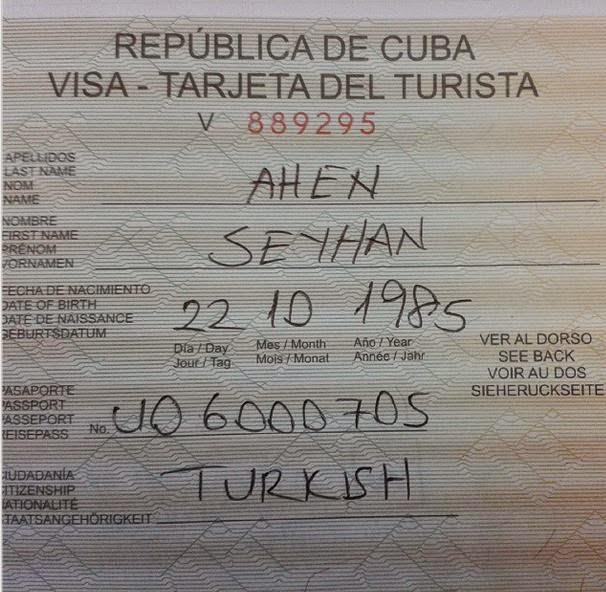 REPÚBLICA DE CUBA
VISA - TARJETA DEL TURISTA
V 889295
APELLIDOS
LAST NAME
NOM
NAME
AHEN
NOMBRE
FIRST NAME
PRÉNOM
VORNAMEN
SEYHAN
FECHA DE NACIMIENTO
DATE OF BIRTH
DATE DE NAISSANCE
GEBURTSDATUM
22 10 1985
Día / Day Mes / Month Año / Year
Jour / Tag Mois / Monat Année / Jahr
VER AL DORSO
SEE BACK
VOIR AU DOS
SIEHERUCKSEITE
PASAPORTE
PASSPORT
PASSEPORT
REISEPASS No. UQ 6000705
CIUDADANÍA
CITIZENSHIP
NATIONALITÉ
STAATSANGEHÖRIGKEIT
TURKISH